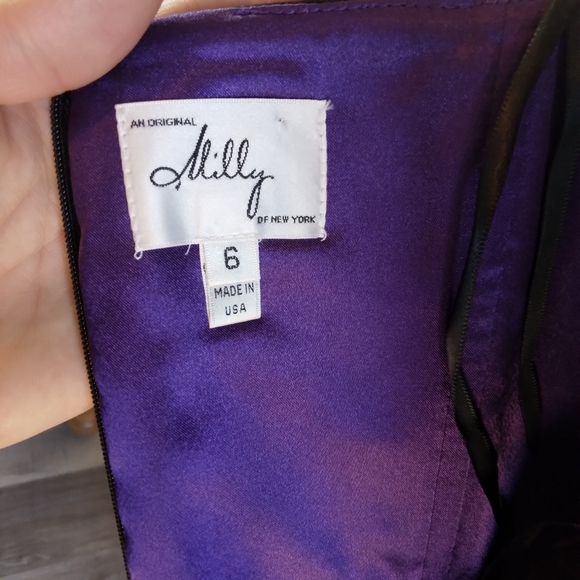 AN ORIGINAL
Milly
OF NEW YORK
6
MADE IN
USA